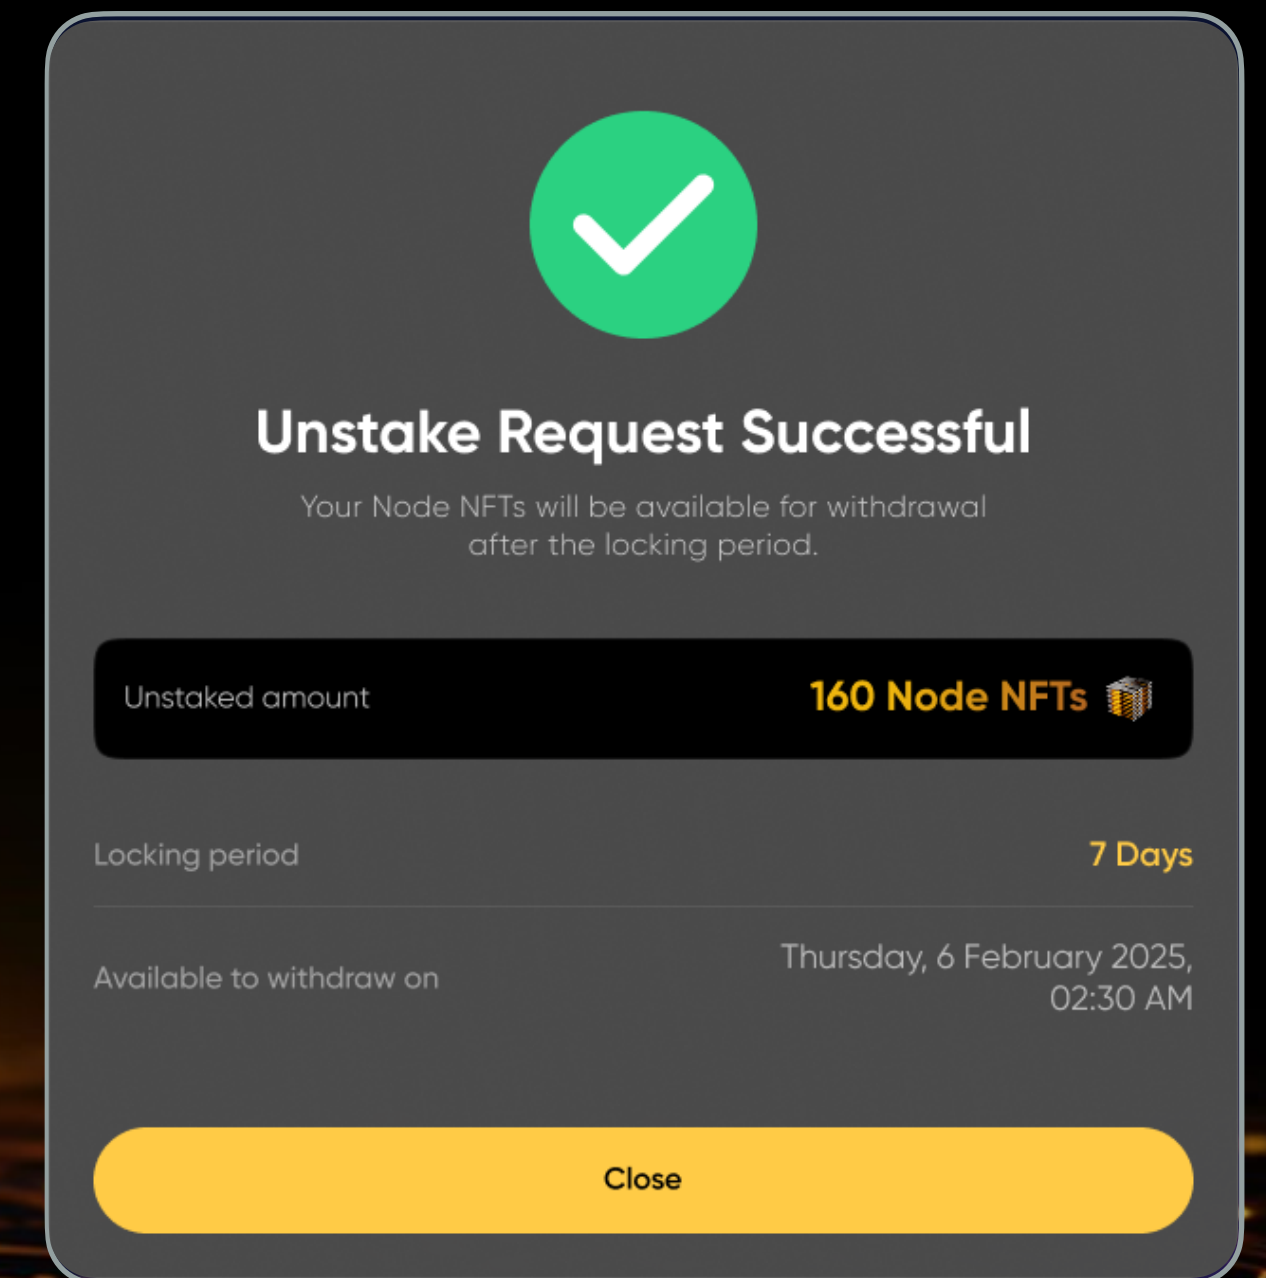 Unstake Request Successful
Your Node NFTs will be available for withdrawal
after the locking period.
Unstaked amount
160 Node NFTs
Locking period
7 Days
Available to withdraw on
Thursday, 6 February 2025,
02:30 AM
Close